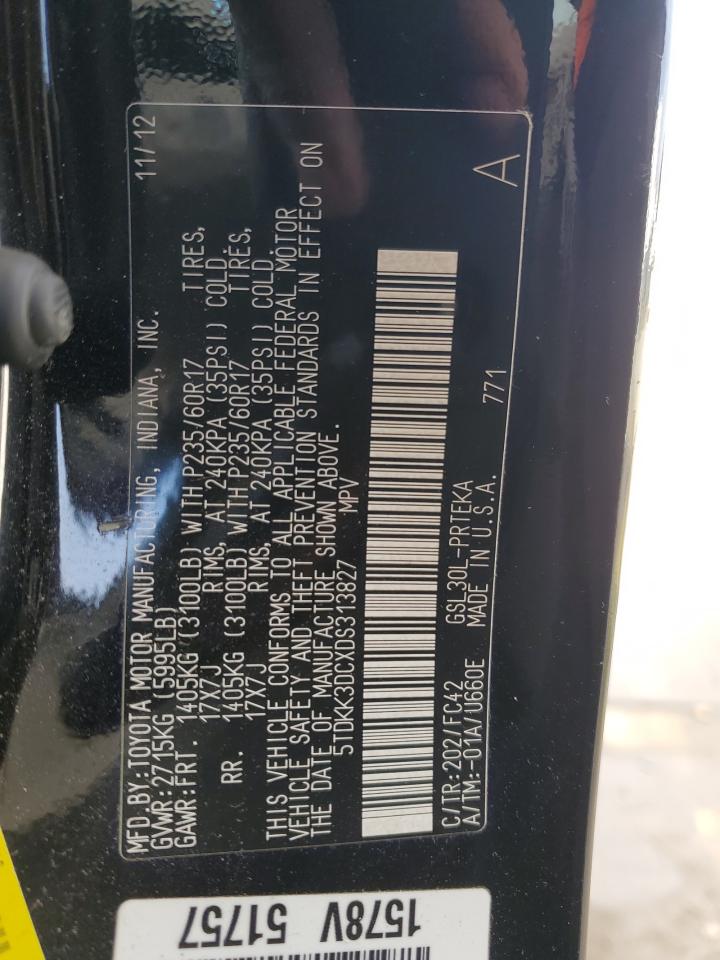 MFD. BY: TOYOTA MOTOR MANUFACTURING, INDIANA, INC. 11/12
GVWR: 2715KG (5995LB)
GAWR: FRT. 1405KG (3100LB) WITH P235/60R17 TIRES,
17X7J RIMS, AT 240KPA (35PSI) COLD.
RR. 1405KG (3100LB) WITH P235/60R17 TIRES,
17X7J RIMS, AT 240KPA (35PSI) COLD.
THIS VEHICLE CONFORMS TO ALL APPLICABLE FEDERAL MOTOR
VEHICLE SAFETY AND THEFT PREVENTION STANDARDS IN EFFECT ON
THE DATE OF MANUFACTURE SHOWN ABOVE.
5TDKK3DCXDS313827 MPV
C/TR:202/FC42 GSL30L-PRTEKA 771 A
A/TM:-01A/U660E MADE IN U.S.A.
1578V 51757